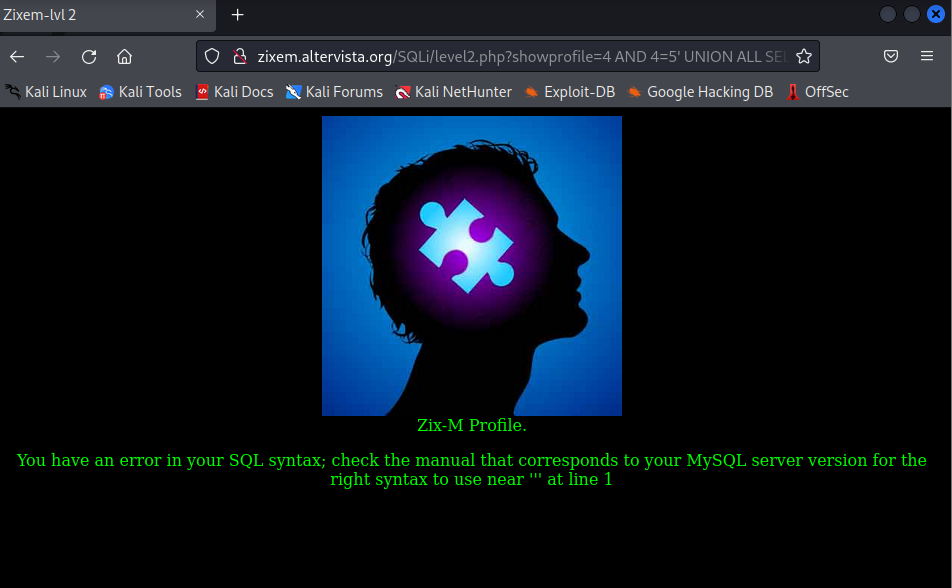 Zixem-lvl 2
zixem.altervista.org/SQLi/level2.php?showprofile=4 AND 4=5' UNION ALL SEL
Kali Linux Kali Tools Kali Docs Kali Forums Kali NetHunter Exploit-DB Google Hacking DB OffSec
Zix-M Profile.
You have an error in your SQL syntax; check the manual that corresponds to your MySQL server version for the
right syntax to use near ''' at line 1